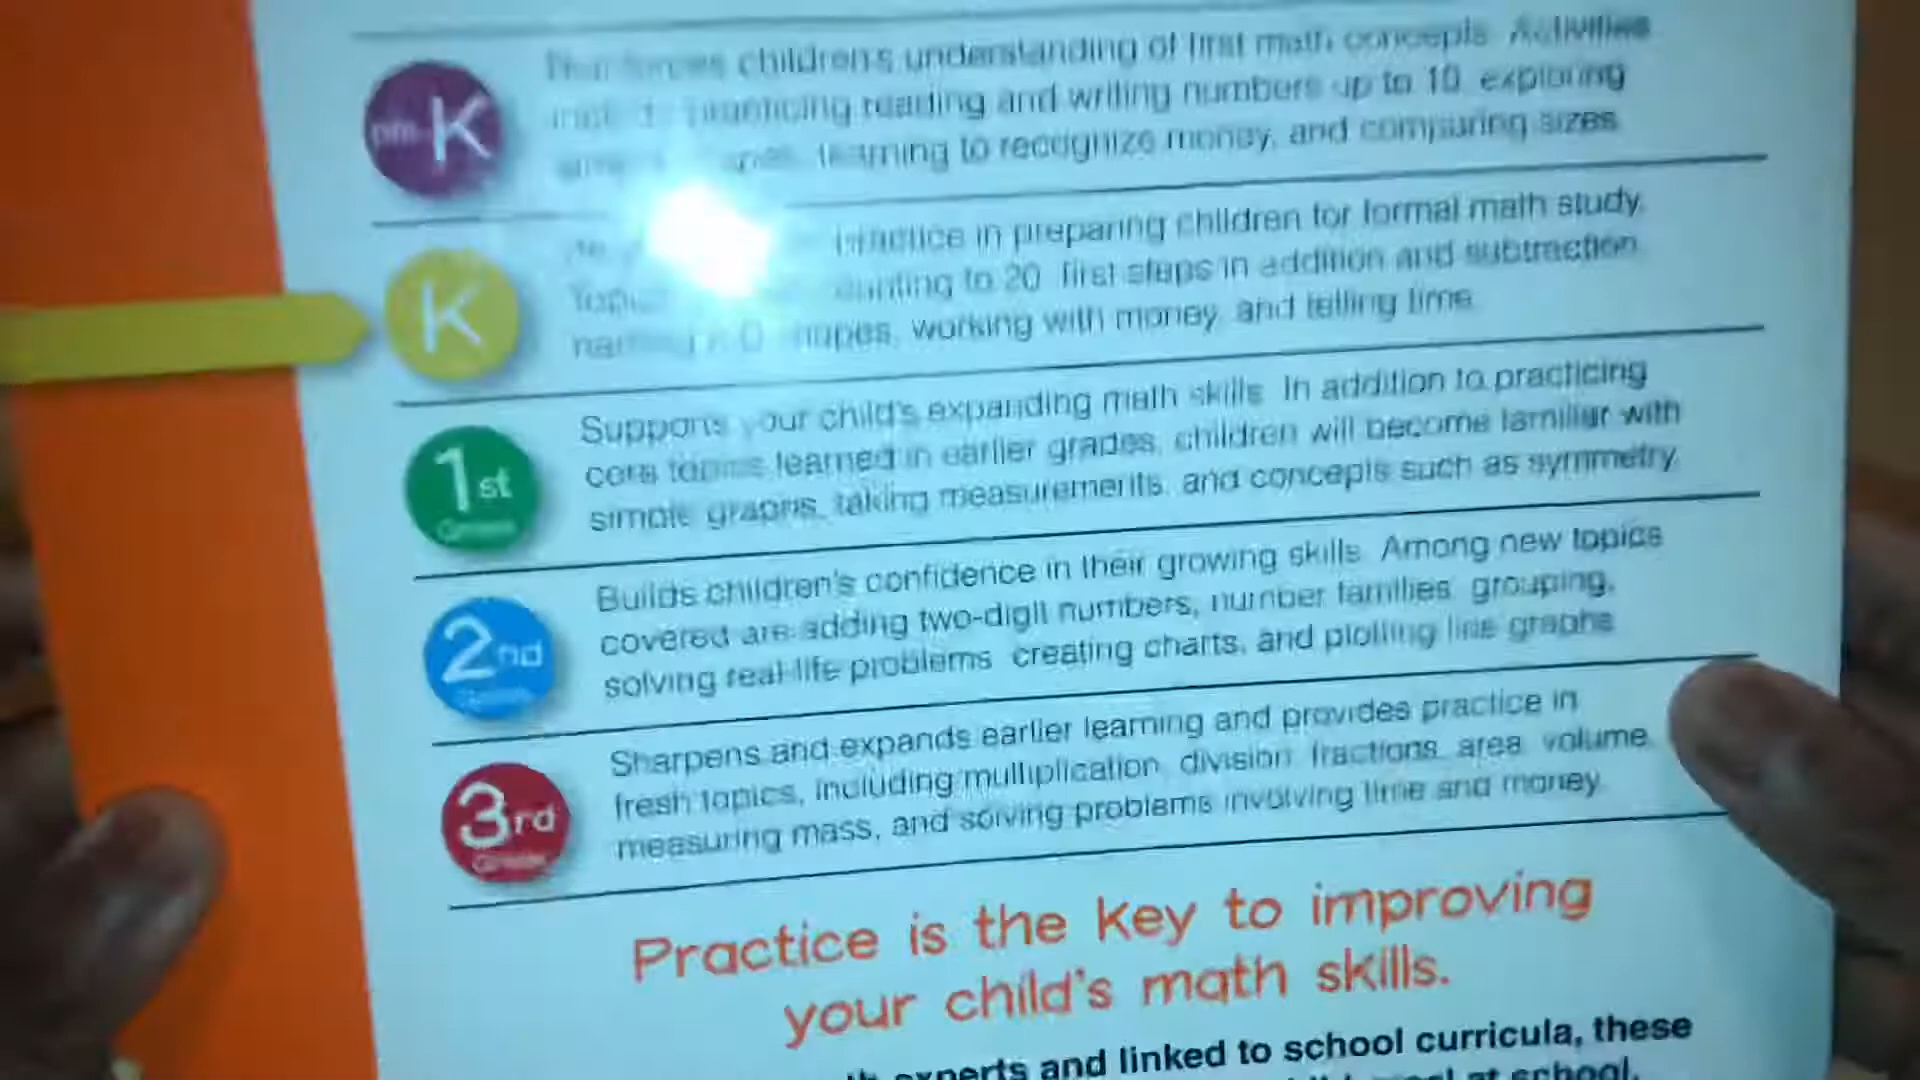 pre-K
children's understanding of first math concepts. Activities
practicing reading and writing numbers up to 10, exploring
learning to recognize money, and comparing sizes.
K
practice in preparing children for formal math study.
Topics counting to 20, first steps in addition and subtraction,
naming 2-D shapes, working with money, and telling time.
1st
Grade
Supports your child's expanding math skills. In addition to practicing
core topics learned in earlier grades, children will become familiar with
simple graphs, taking measurements, and concepts such as symmetry.
2nd
Grade
Builds children's confidence in their growing skills. Among new topics
covered are adding two-digit numbers, number families, grouping,
solving real-life problems, creating charts, and plotting line graphs.
3rd
Grade
Sharpens and expands earlier learning and provides practice in
fresh topics, including multiplication, division, fractions, area, volume,
measuring mass, and solving problems involving time and money.
Practice is the key to improving
your child's math skills.
experts and linked to school curricula, these
at school.